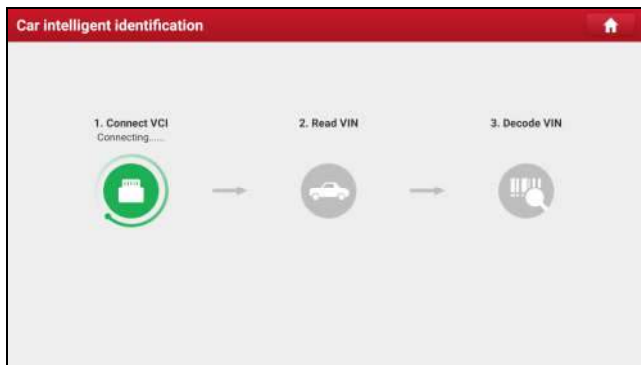 Car intelligent identification
1. Connect VCI
Connecting......
2. Read VIN
3. Decode VIN